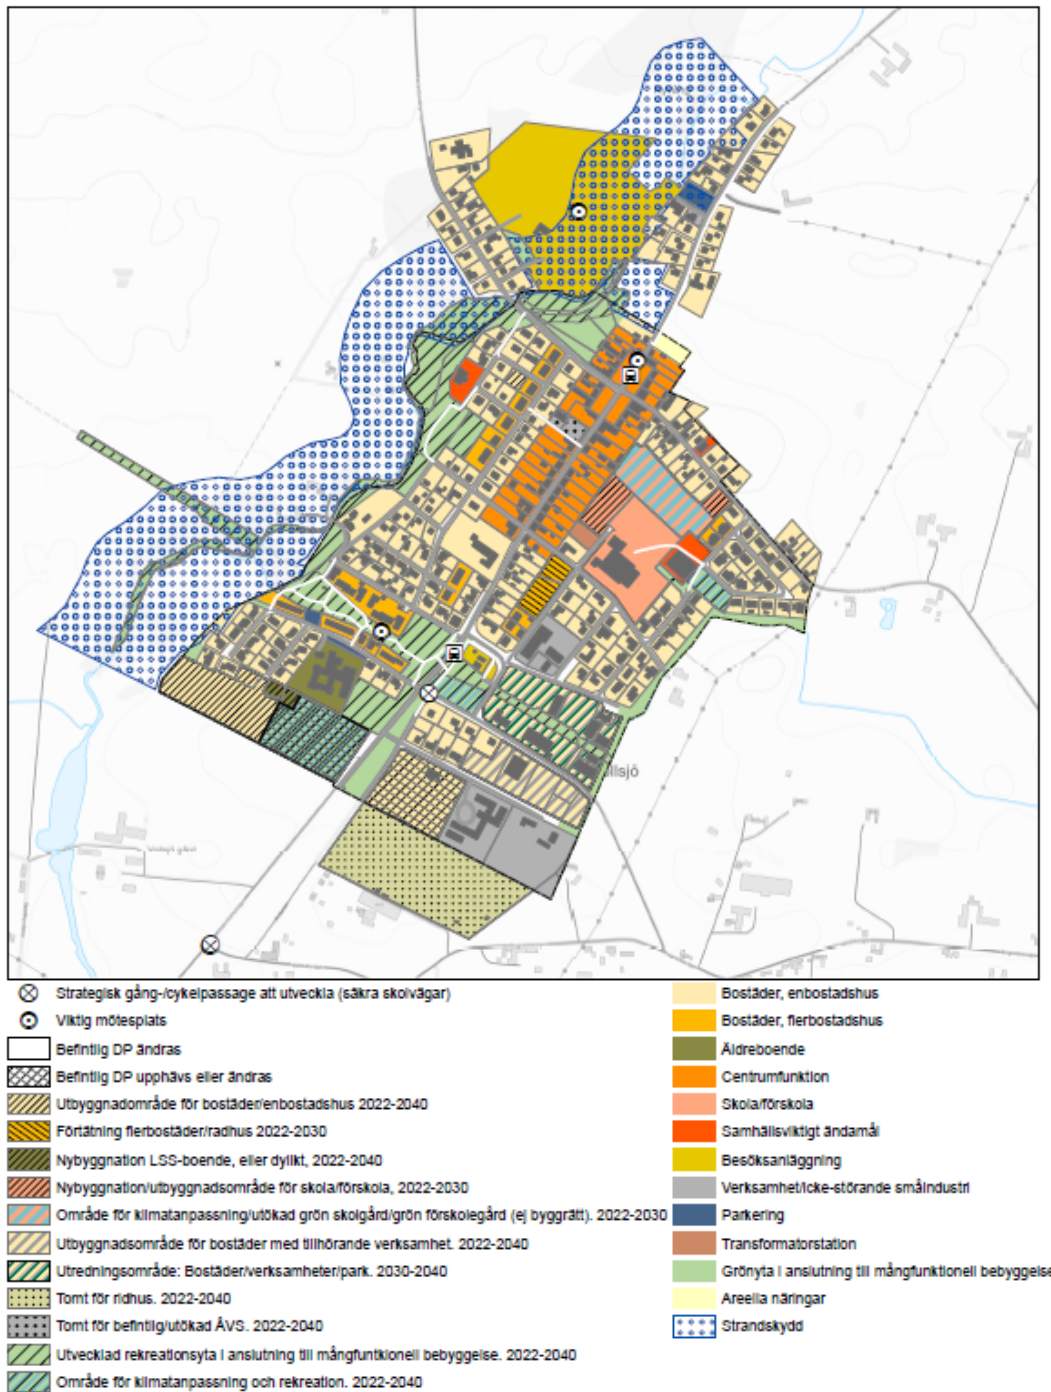 llsjö
Strategisk gång-/cykelpassage att utveckla (säkra skolvägar)
Viktig mötesplats
Befintlig DP ändras
Befintlig DP upphävs eller ändras
Utbyggnadområde för bostäder/enbostadshus 2022-2040
Förtätning flerbostäder/radhus 2022-2030
Nybyggnation LSS-boende, eller dylikt, 2022-2040
Nybyggnation/utbyggnadsområde för skola/förskola, 2022-2030
Område för klimatanpassning/utökad grön skolgård/grön förskolegård (ej byggrätt). 2022-2030
Utbyggnadsområde för bostäder med tillhörande verksamhet. 2022-2040
Utredningsområde: Bostäder/verksamheter/park. 2030-2040
Tomt för ridhus. 2022-2040
Tomt för befintlig/utökad ÅVS. 2022-2040
Utvecklad rekreationsyta i anslutning till mångfunktionell bebyggelse. 2022-2040
Område för klimatanpassning och rekreation. 2022-2040
Bostäder, enbostadshus
Bostäder, flerbostadshus
Äldreboende
Centrumfunktion
Skola/förskola
Samhällsviktigt ändamål
Besöksanläggning
Verksamhet/icke-störande småindustri
Parkering
Transformatorstation
Grönyta i anslutning till mångfunktionell bebyggelse
Areella näringar
Strandskydd